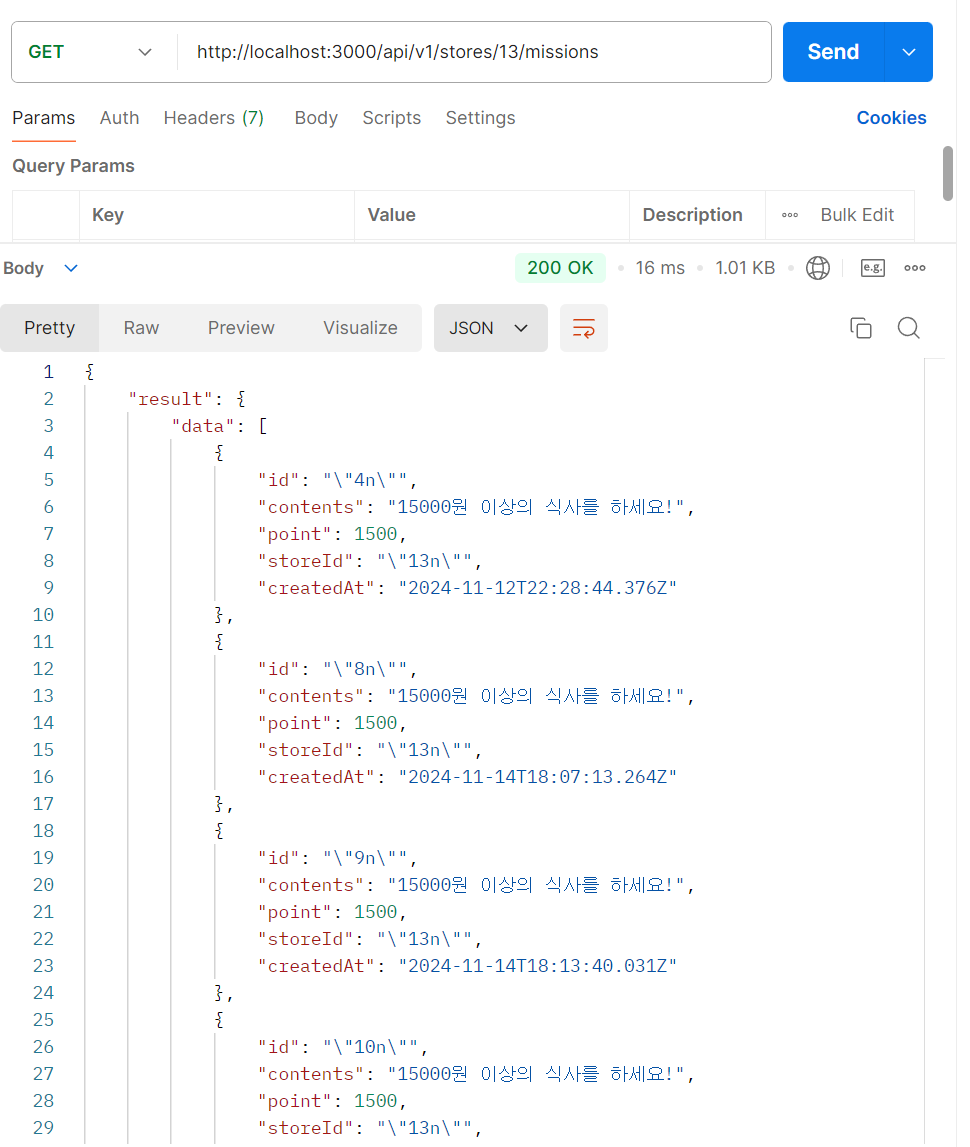 GET http://localhost:3000/api/v1/stores/13/missions Send
Params Auth Headers (7) Body Scripts Settings Cookies
Query Params
Key Value Description Bulk Edit
Body 200 OK 16 ms 1.01 KB e.g.
Pretty Raw Preview Visualize JSON
1 {
2 "result": {
3 "data": [
4 {
5 "id": "\"4n\"",
6 "contents": "15000원 이상의 식사를 하세요!",
7 "point": 1500,
8 "storeId": "\"13n\"",
9 "createdAt": "2024-11-12T22:28:44.376Z"
10 },
11 {
12 "id": "\"8n\"",
13 "contents": "15000원 이상의 식사를 하세요!",
14 "point": 1500,
15 "storeId": "\"13n\"",
16 "createdAt": "2024-11-14T18:07:13.264Z"
17 },
18 {
19 "id": "\"9n\"",
20 "contents": "15000원 이상의 식사를 하세요!",
21 "point": 1500,
22 "storeId": "\"13n\"",
23 "createdAt": "2024-11-14T18:13:40.031Z"
24 },
25 {
26 "id": "\"10n\"",
27 "contents": "15000원 이상의 식사를 하세요!",
28 "point": 1500,
29 "storeId": "\"13n\"",